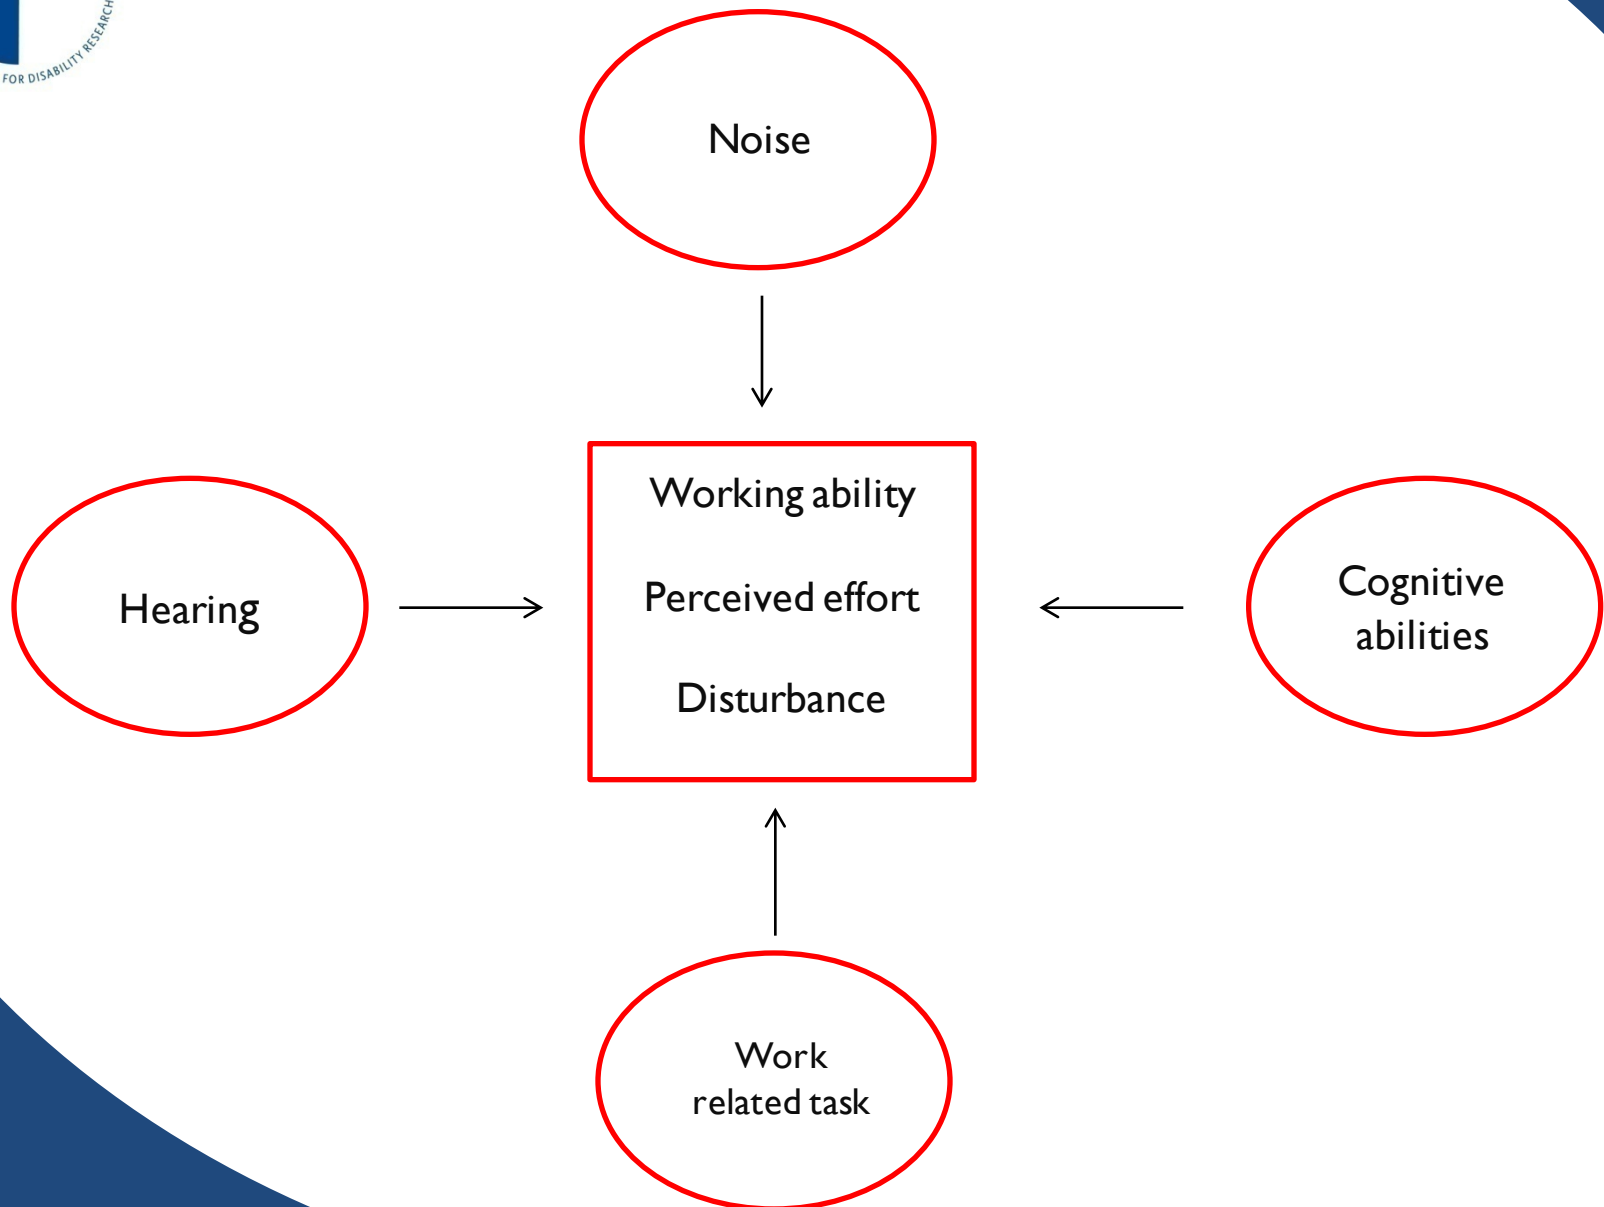 FOR DISABILITY RESEARCH
Noise
Working ability
Perceived effort
Disturbance
Hearing
Cognitive
abilities
Work
related task